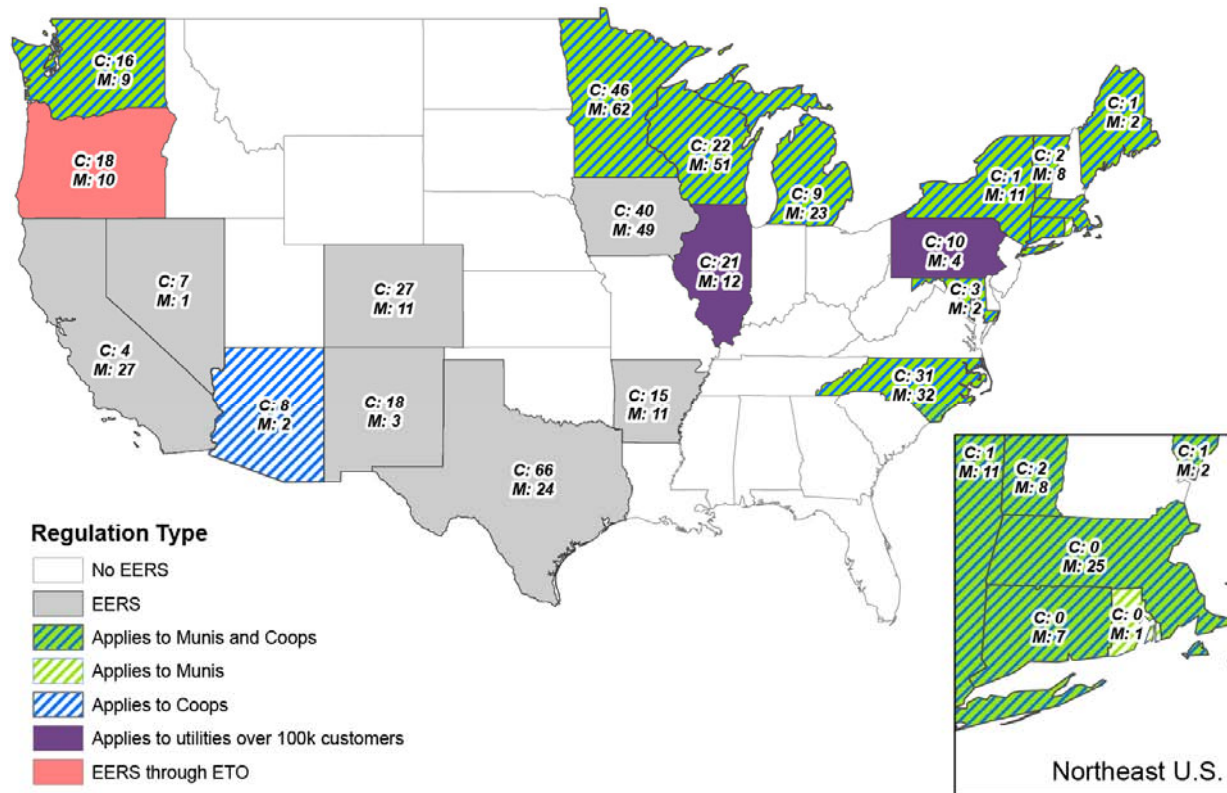 C: 16
M: 9
C: 18
M: 10
C: 7
M: 1
C: 4
M: 27
C: 8
M: 2
C: 27
M: 11
C: 18
M: 3
C: 66
M: 24
C: 46
M: 62
C: 22
M: 51
C: 9
M: 23
C: 40
M: 49
C: 21
M: 12
C: 15
M: 11
C: 1
M: 2
C: 2
M: 8
C: 1
M: 11
C: 10
M: 4
C: 3
M: 2
C: 31
M: 32
Regulation Type
No EERS
EERS
Applies to Munis and Coops
Applies to Munis
Applies to Coops
Applies to utilities over 100k customers
EERS through ETO
C: 1
M: 11
C: 2
M: 8
C: 1
M: 2
C: 0
M: 25
C: 0
M: 7
C: 0
M: 1
Northeast U.S.